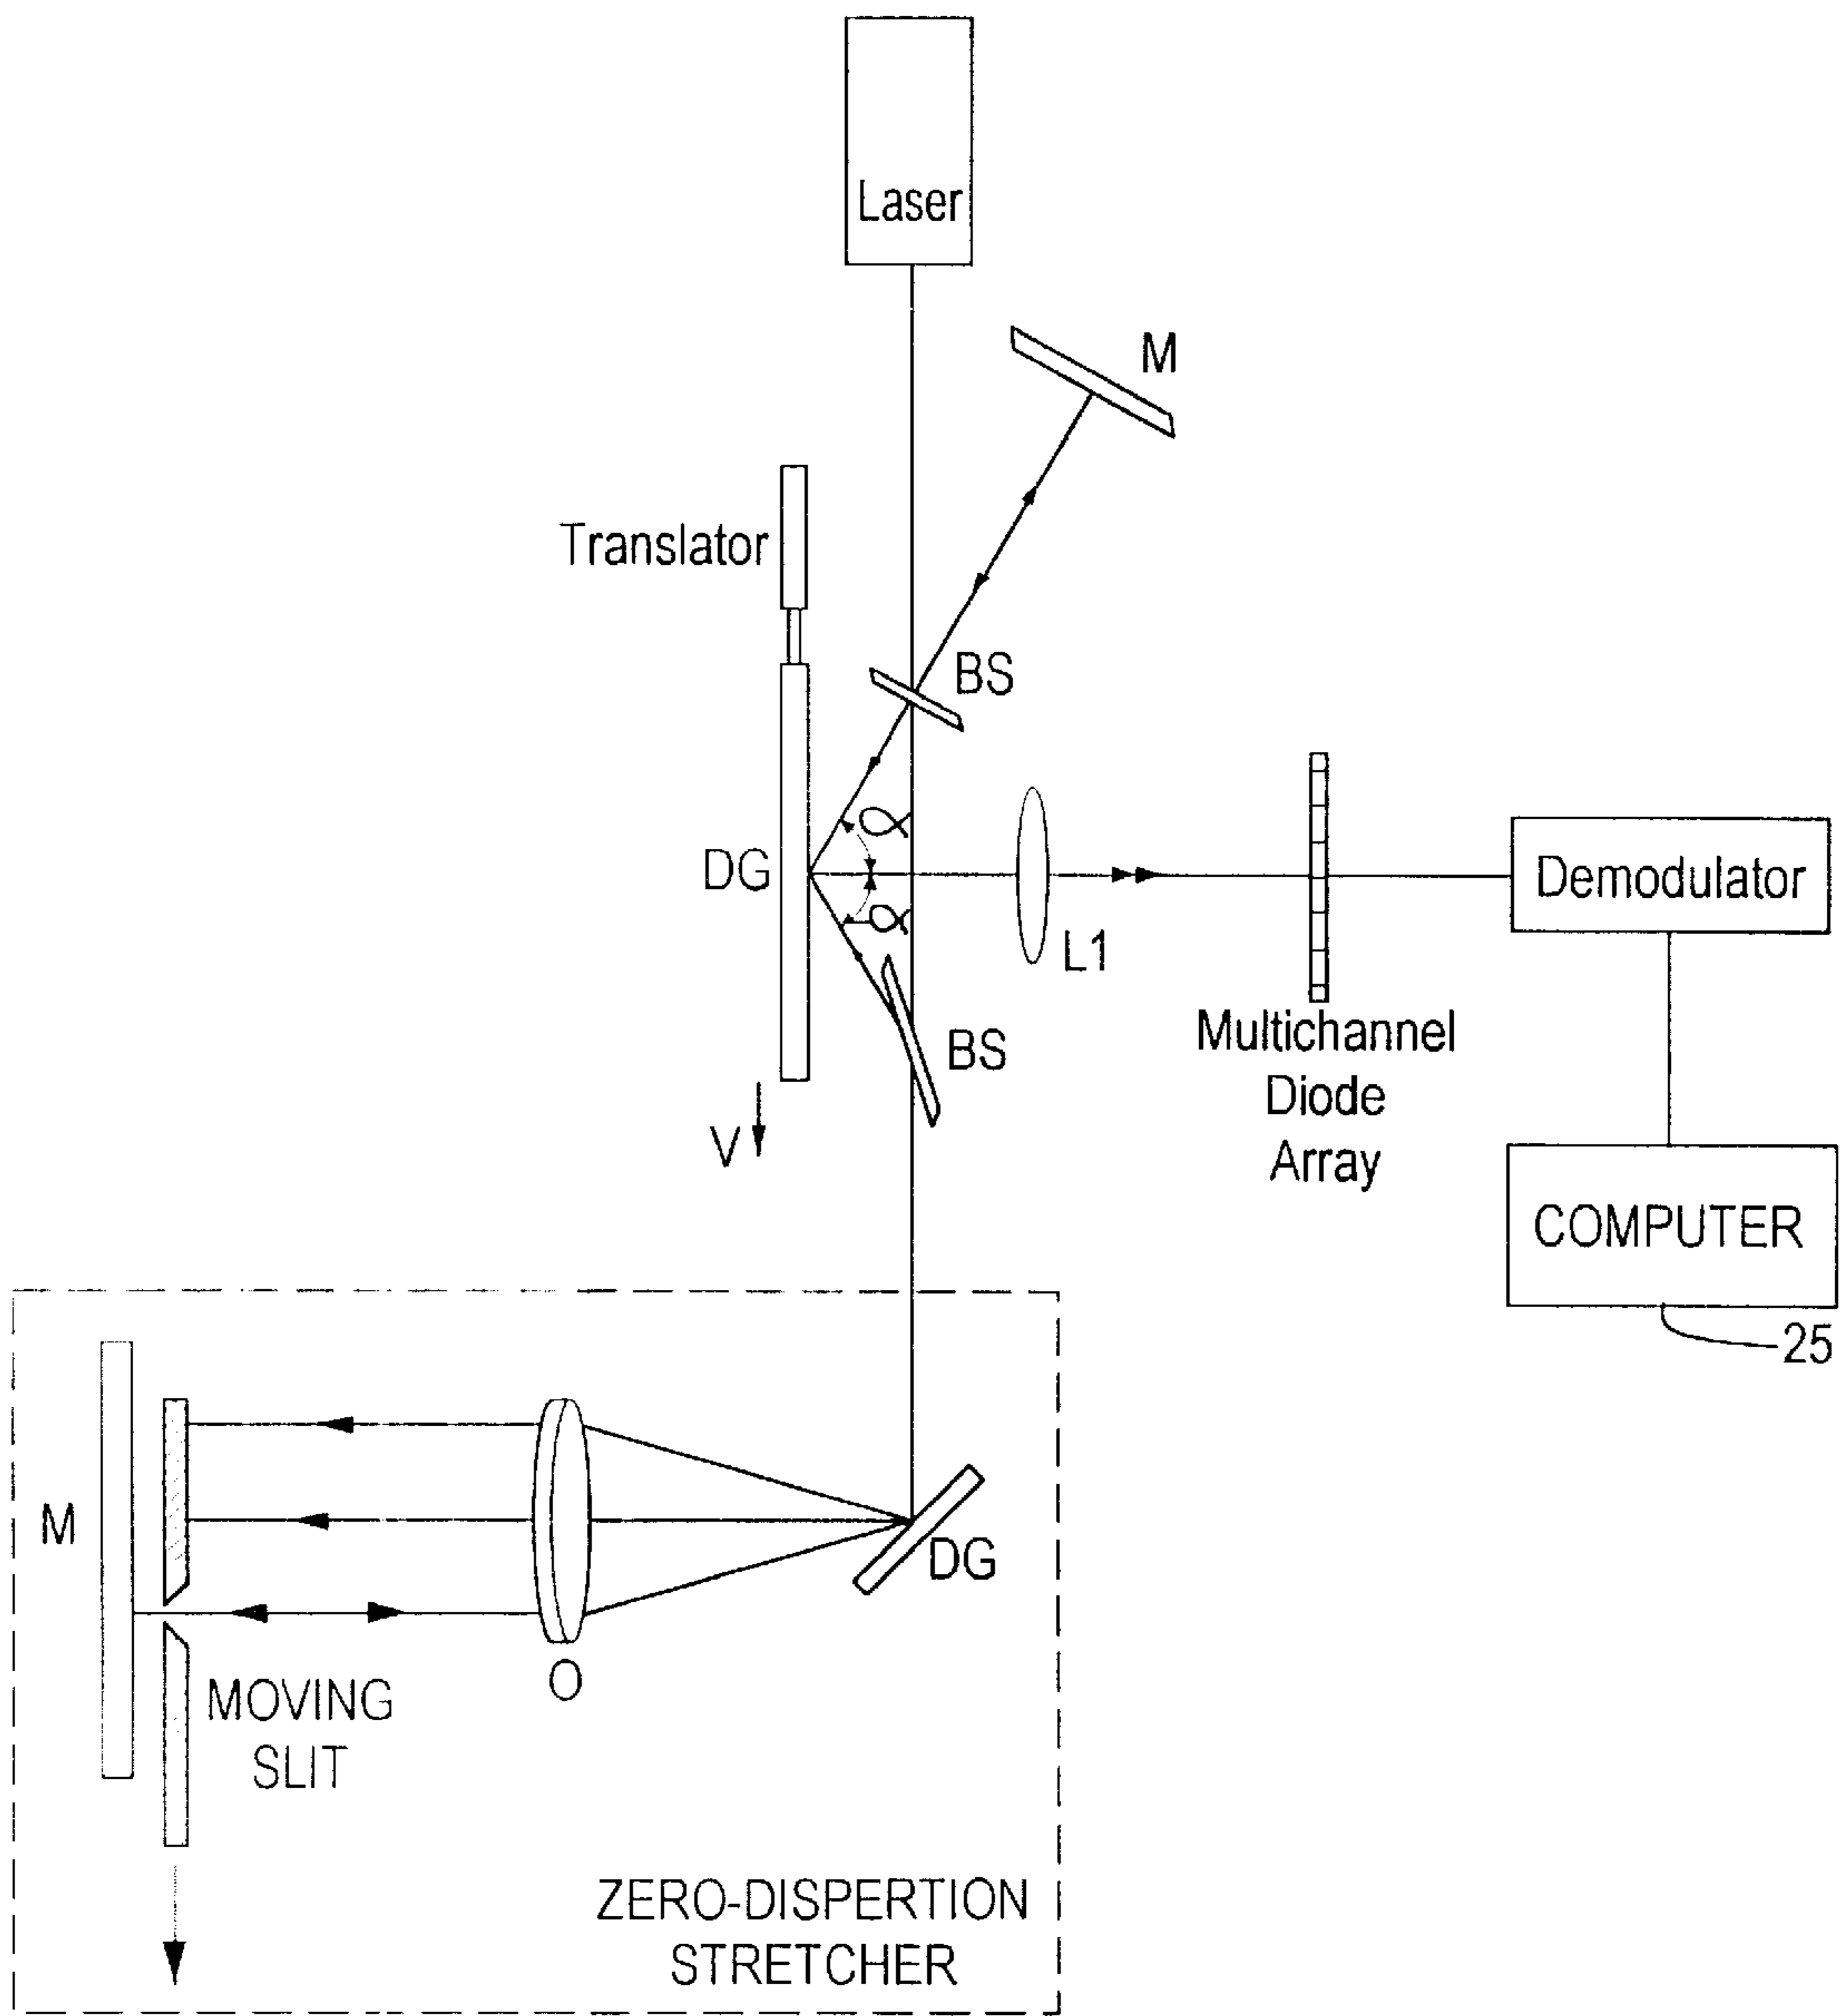 Laser
M
Translator
BS
α
DG
α
L1
BS
Demodulator
Multichannel
Diode
Array
V
COMPUTER
25
M
DG
O
MOVING
SLIT
ZERO-DISPERTION
STRETCHER